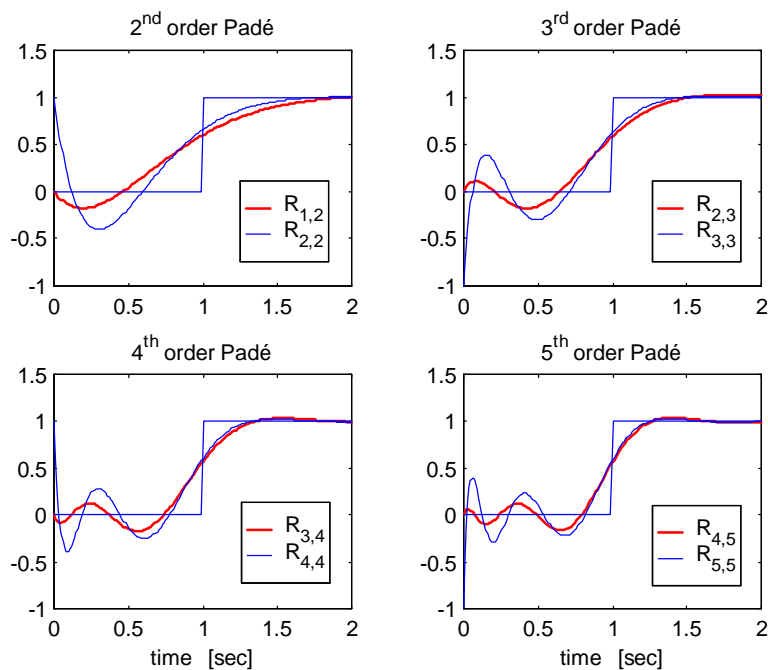 2nd order Padé
1.5
1
0.5
0
-0.5
-1
0 0.5 1 1.5 2
R1,2
R2,2
3rd order Padé
1.5
1
0.5
0
-0.5
-1
0 0.5 1 1.5 2
R2,3
R3,3
4th order Padé
1.5
1
0.5
0
-0.5
-1
0 0.5 1 1.5 2
time [sec]
R3,4
R4,4
5th order Padé
1.5
1
0.5
0
-0.5
-1
0 0.5 1 1.5 2
time [sec]
R4,5
R5,5